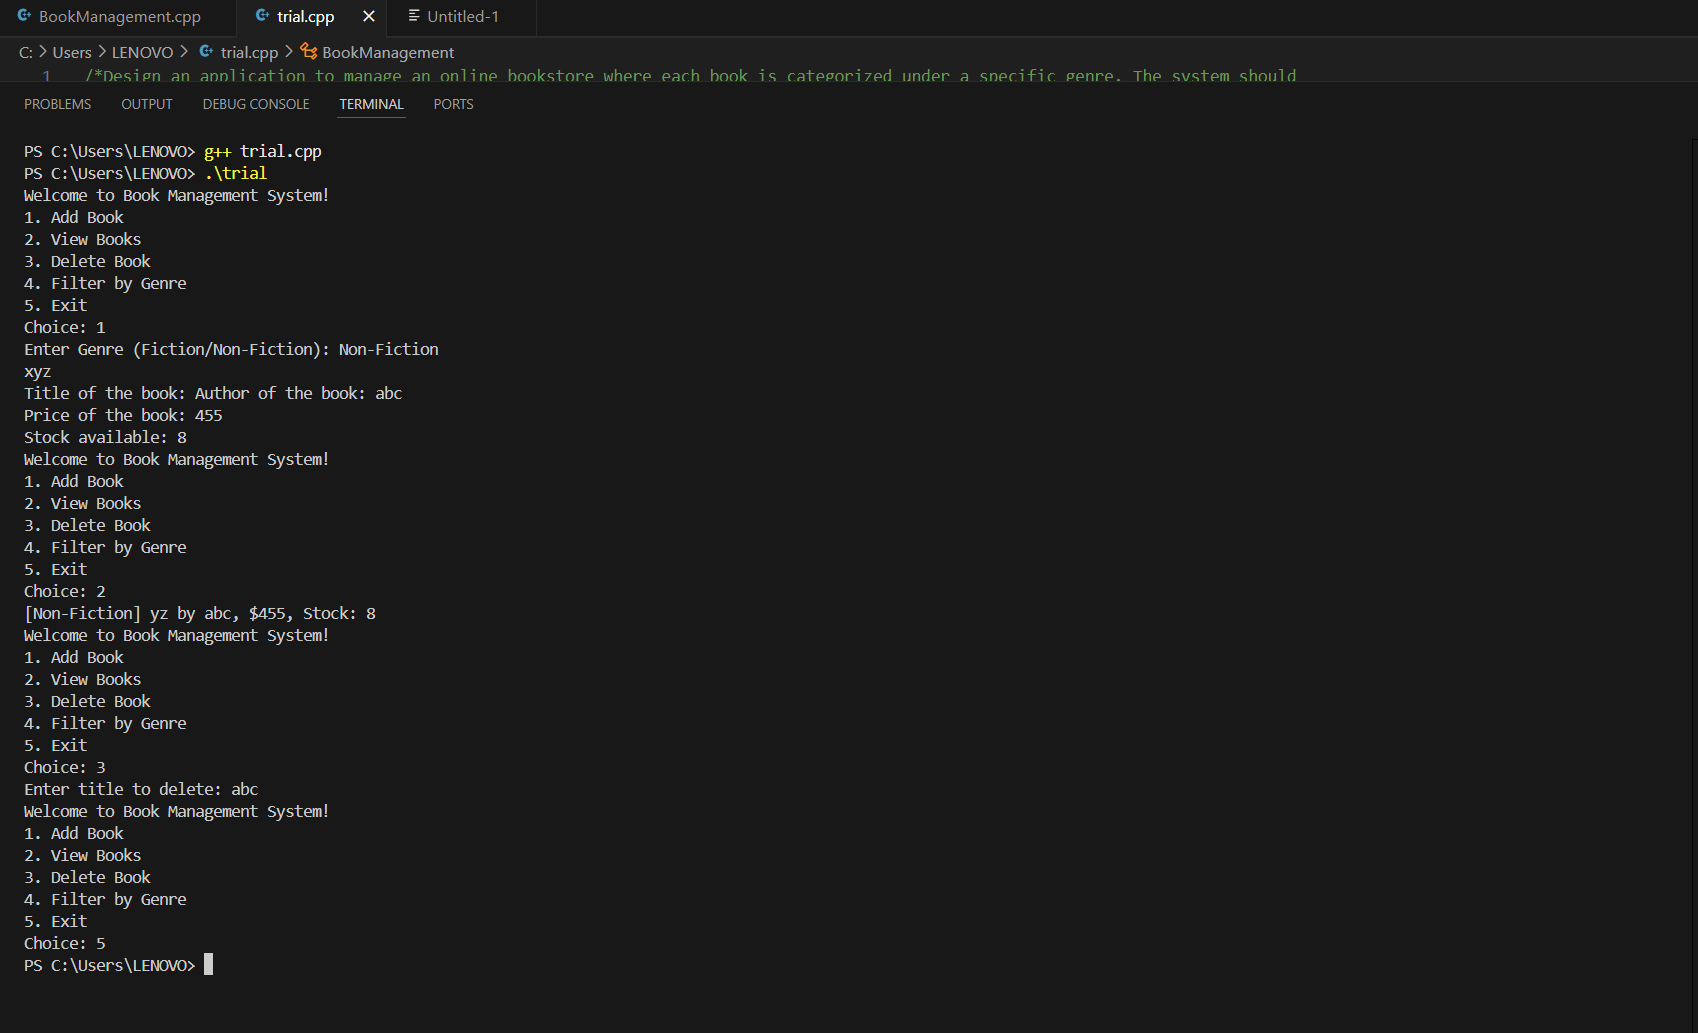 BookManagement.cpp trial.cpp Untitled-1
C: > Users > LENOVO > trial.cpp > BookManagement
1 /*Design an application to manage an online bookstore where each book is categorized under a specific genre. The system should
PROBLEMS OUTPUT DEBUG CONSOLE TERMINAL PORTS
PS C:\Users\LENOVO> g++ trial.cpp
PS C:\Users\LENOVO> .\trial
Welcome to Book Management System!
1. Add Book
2. View Books
3. Delete Book
4. Filter by Genre
5. Exit
Choice: 1
Enter Genre (Fiction/Non-Fiction): Non-Fiction
xyz
Title of the book: Author of the book: abc
Price of the book: 455
Stock available: 8
Welcome to Book Management System!
1. Add Book
2. View Books
3. Delete Book
4. Filter by Genre
5. Exit
Choice: 2
[Non-Fiction] yz by abc, $455, Stock: 8
Welcome to Book Management System!
1. Add Book
2. View Books
3. Delete Book
4. Filter by Genre
5. Exit
Choice: 3
Enter title to delete: abc
Welcome to Book Management System!
1. Add Book
2. View Books
3. Delete Book
4. Filter by Genre
5. Exit
Choice: 5
PS C:\Users\LENOVO>